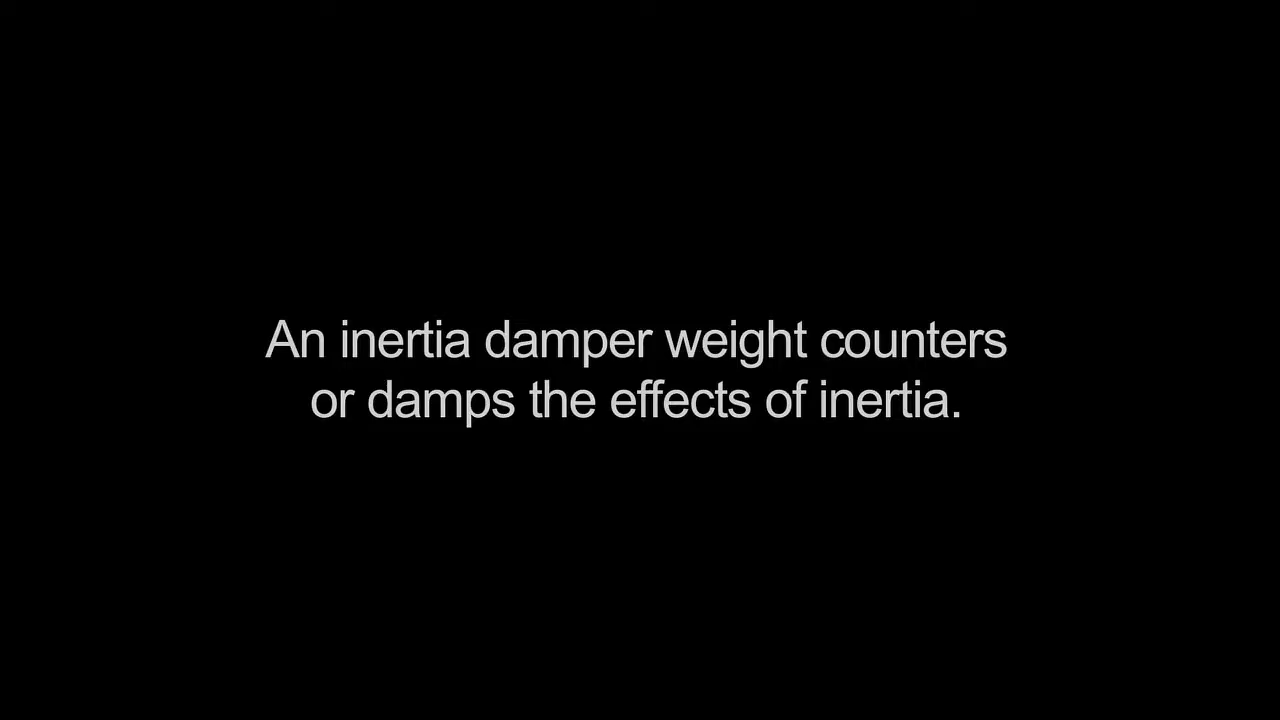 An inertia damper weight counters
or damps the effects of inertia.